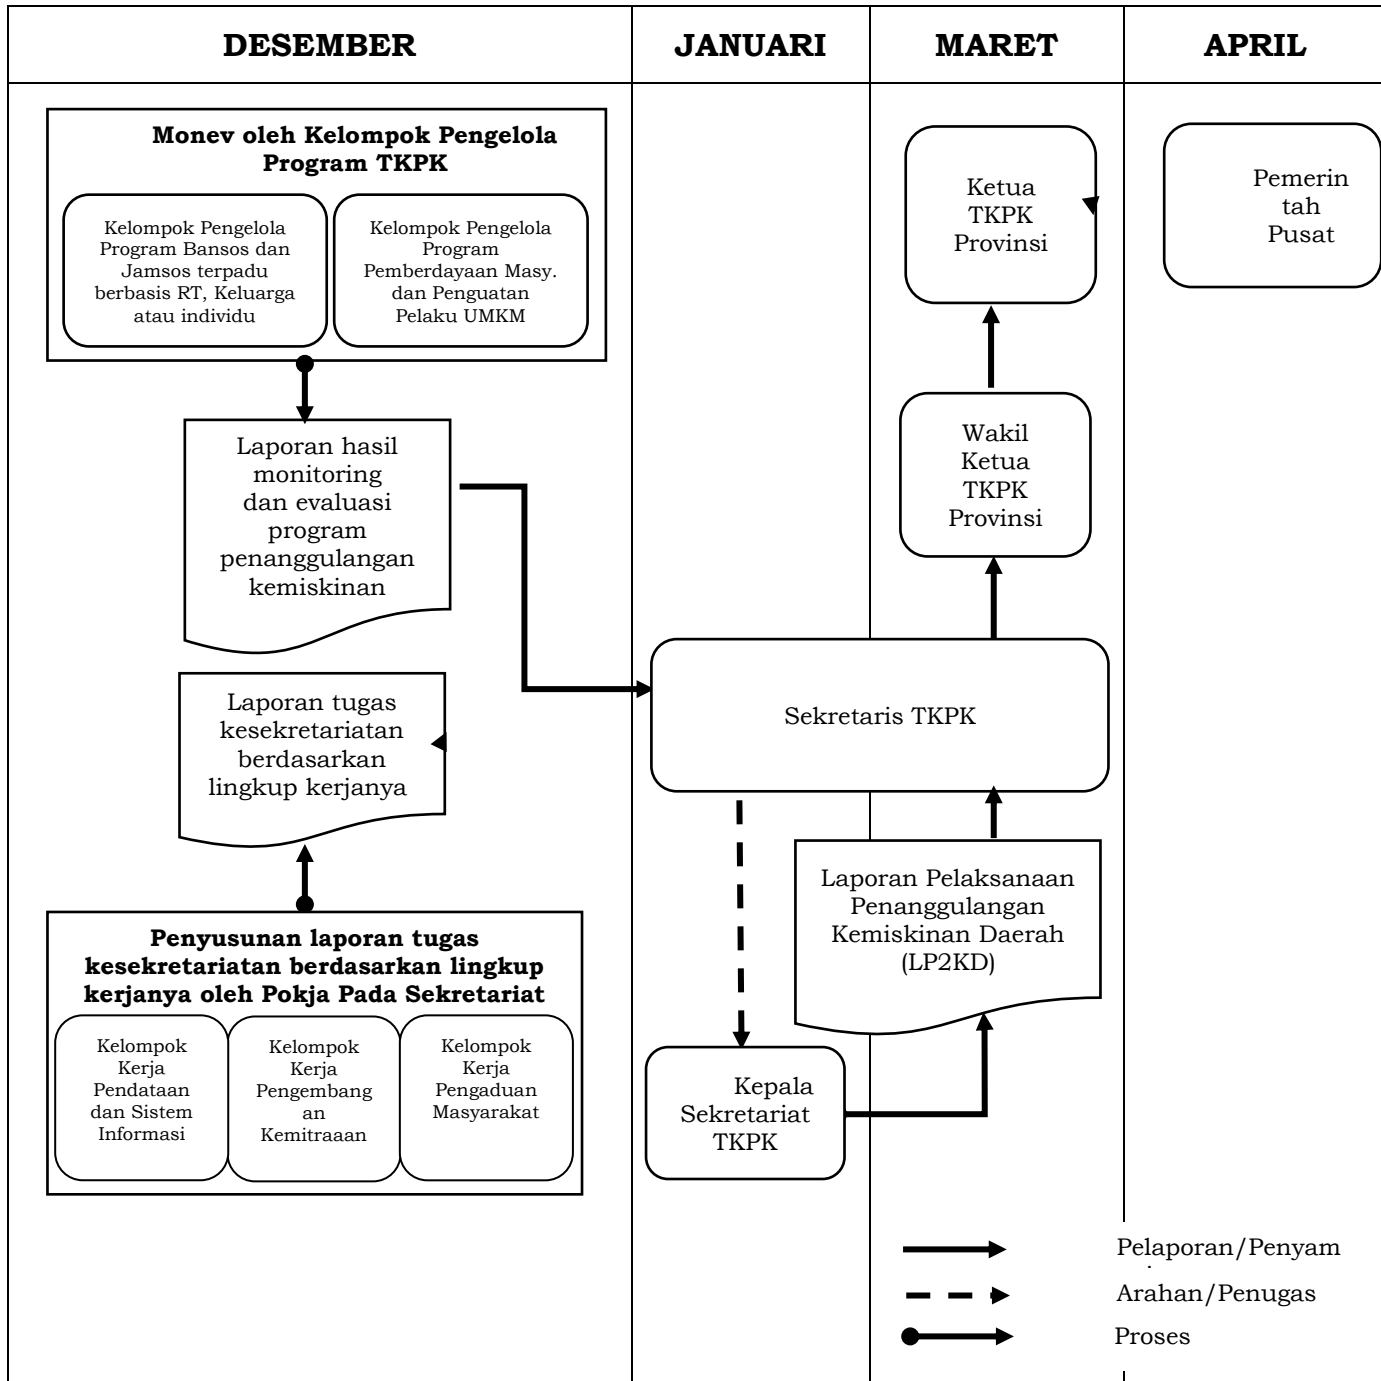 DESEMBER
JANUARI
MARET
APRIL
Monev oleh Kelompok Pengelola
Program TKPK
Kelompok Pengelola
Program Bansos dan
Jamsos terpadu
berbasis RT, Keluarga
atau individu
Kelompok Pengelola
Program
Pemberdayaan Masy.
dan Penguatan
Pelaku UMKM
Laporan hasil
monitoring
dan evaluasi
program
penanggulangan
kemiskinan
Laporan tugas
kesekretariatan
berdasarkan
lingkup kerjanya
Penyusunan laporan tugas
kesekretariatan berdasarkan lingkup
kerjanya oleh Pokja Pada Sekretariat
Kelompok
Kerja
Pendataan
dan Sistem
Informasi
Kelompok
Kerja
Pengembang
an
Kemitraaan
Kelompok
Kerja
Pengaduan
Masyarakat
Sekretaris TKPK
Kepala
Sekretariat
TKPK
Ketua
TKPK
Provinsi
Wakil
Ketua
TKPK
Provinsi
Laporan Pelaksanaan
Penanggulangan
Kemiskinan Daerah
(LP2KD)
Pemerin
tah
Pusat
Pelaporan/Penyam
Arahan/Penugas
Proses